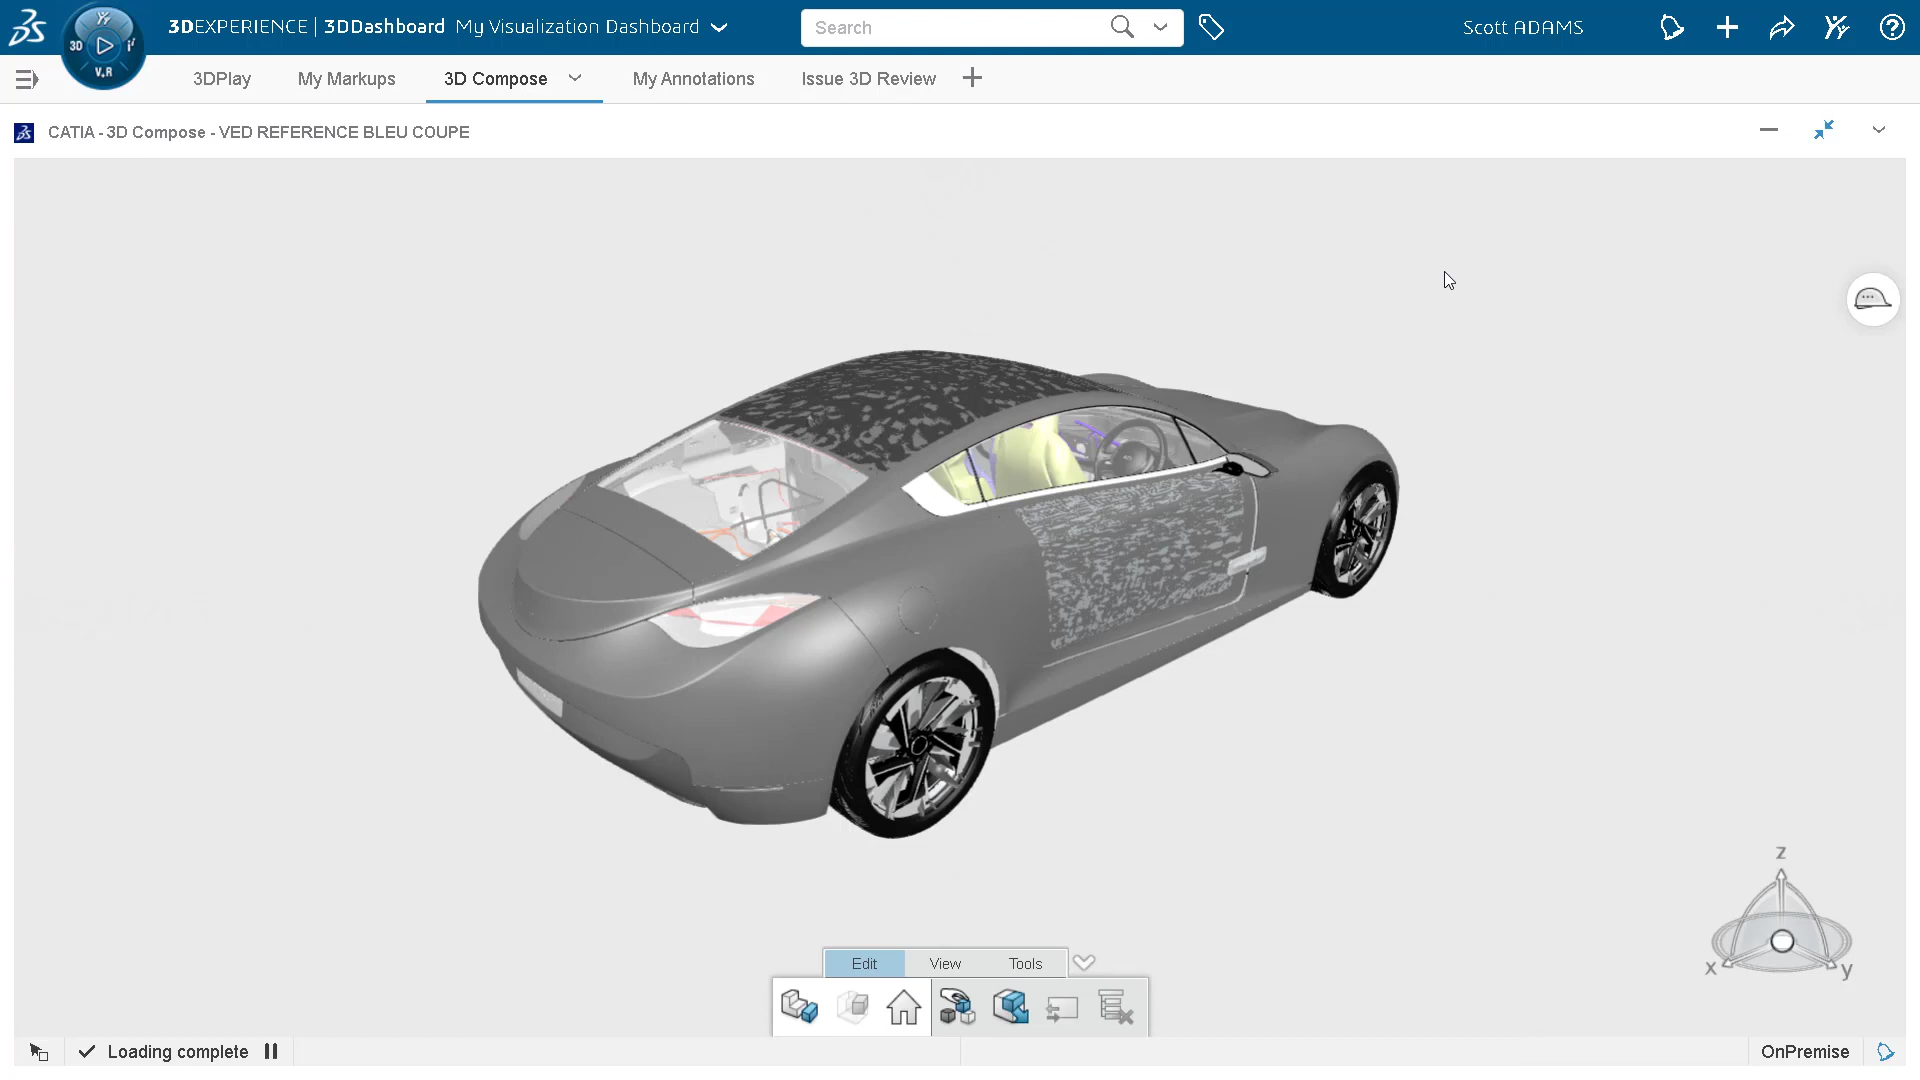 3DEXPERIENCE | 3DDashboard My Visualization Dashboard
Search
Scott ADAMS
3D
V.R
3DPlay
My Markups
3D Compose
My Annotations
Issue 3D Review
CATIA - 3D Compose - VED REFERENCE BLEU COUPE
z
x
y
Edit
View
Tools
Loading complete
OnPremise